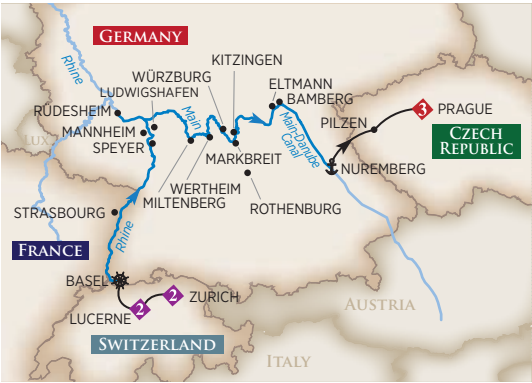 GERMANY
Rhine
KITZINGEN
WÜRZBURG
ELTMANN
LUDWIGSHAFEN
BAMBERG
RÜDESHEIM
Main
PRAGUE
3
PILZEN
MANNHEIM
Main-Danube
Canal
CZECH
REPUBLIC
LUX.
SPEYER
MARKBREIT
NUREMBERG
WERTHEIM
MILTENBERG
ROTHENBURG
STRASBOURG
Rhine
FRANCE
BASEL
2
2
ZURICH
LUCERNE
AUSTRIA
SWITZERLAND
ITALY